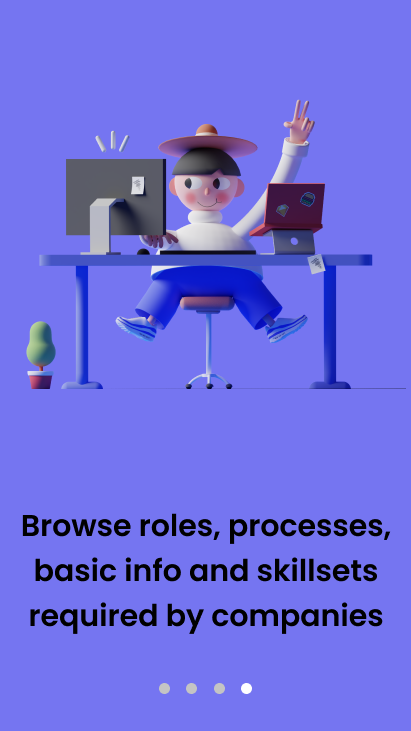 Browse roles, processes,
basic info and skillsets
required by companies